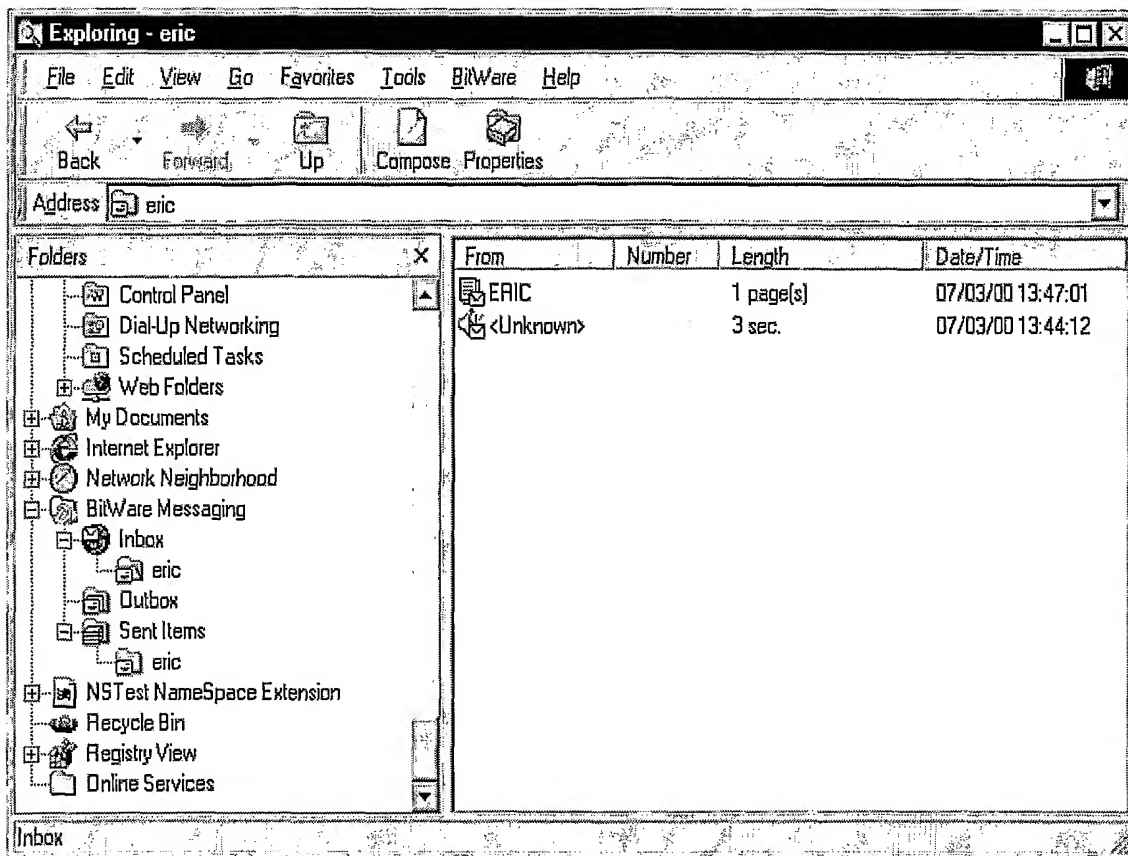 Exploring - eric
File Edit View Go Favorites Tools BitWare Help
Back Forward Up Compose Properties
Address eric
Folders
From Number Length Date/Time
Control Panel
Dial-Up Networking
Scheduled Tasks
Web Folders
My Documents
Internet Explorer
Network Neighborhood
BitWare Messaging
Inbox
eric
Outbox
Sent Items
eric
NSTest NameSpace Extension
Recycle Bin
Registry View
Online Services
ERIC 1 page(s) 07/03/00 13:47:01
<Unknown> 3 sec. 07/03/00 13:44:12
Inbox